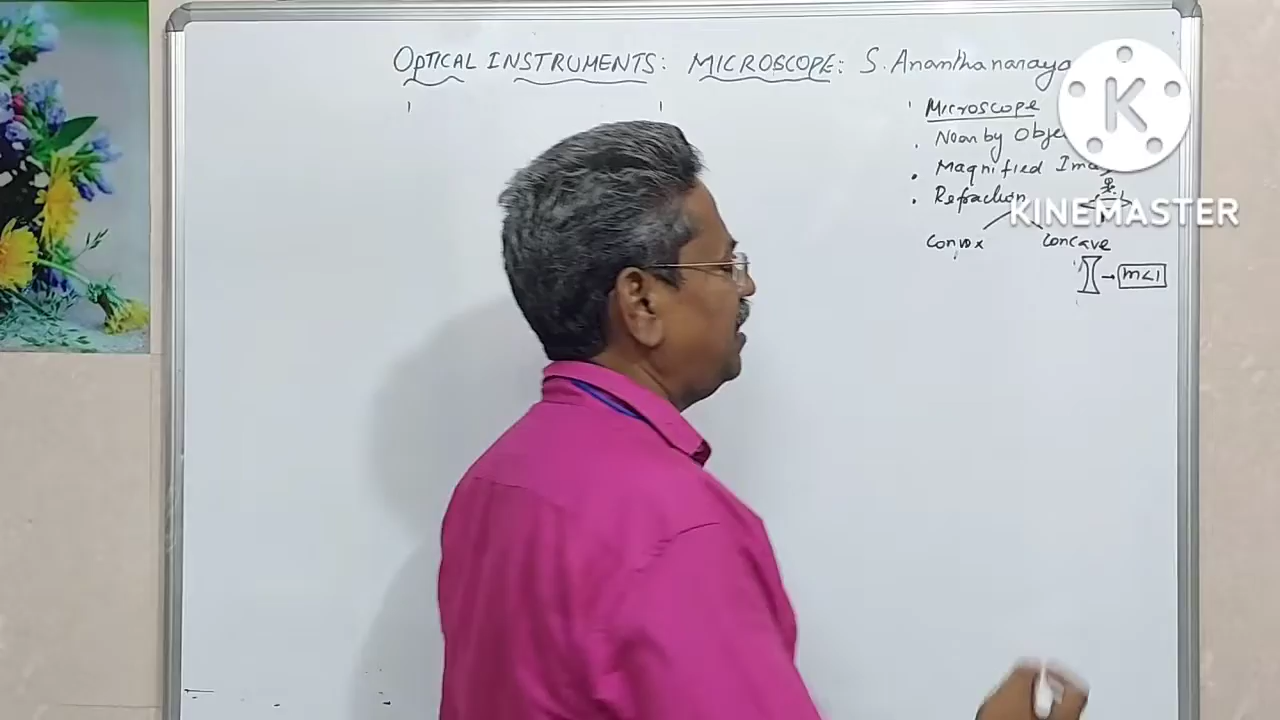 OPTICAL INSTRUMENTS: MICROSCOPE: S. Ananthanaraya
Microscope
Near by Obje
Magnified Ima
Refraction
Convex Concave
m<1
K
KINEMASTER